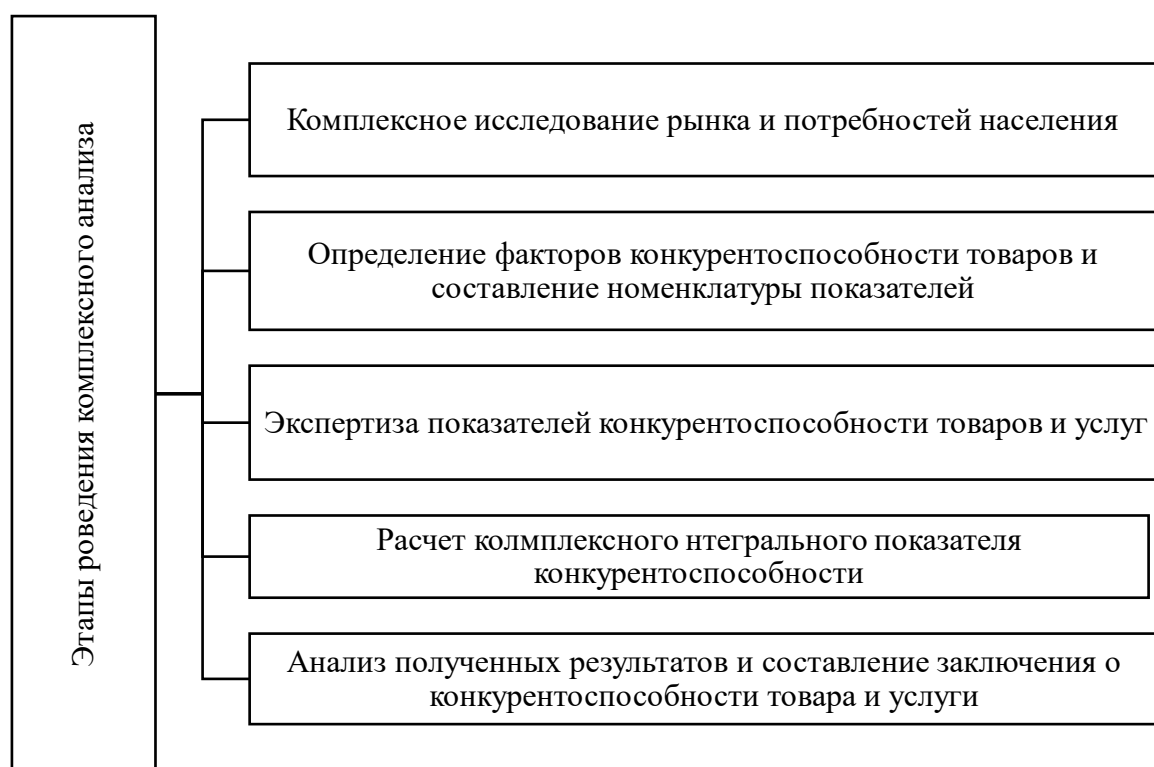 Этапы роведения комплексного анализа
Комплексное исследование рынка и потребностей населения
Определение факторов конкурентоспособности товаров и
составление номенклатуры показателей
Экспертиза показателей конкурентоспособности товаров и услуг
Расчет колмплексного нтегрального показателя
конкурентоспособности
Анализ полученных результатов и составление заключения о
конкурентоспособности товара и услуги